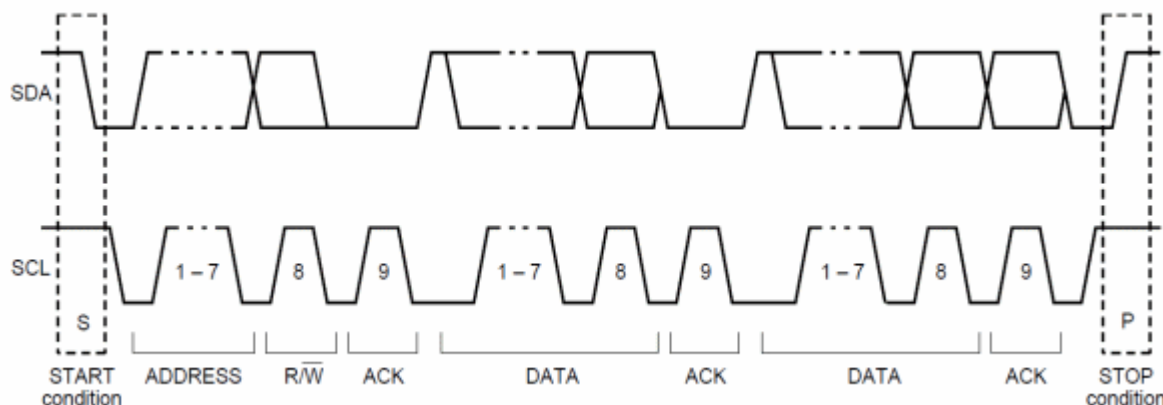 SDA
SCL
1 – 7
8
9
1 – 7
8
9
1 – 7
8
9
S
P
START
condition
ADDRESS
R/W̅
ACK
DATA
ACK
DATA
ACK
STOP
condition